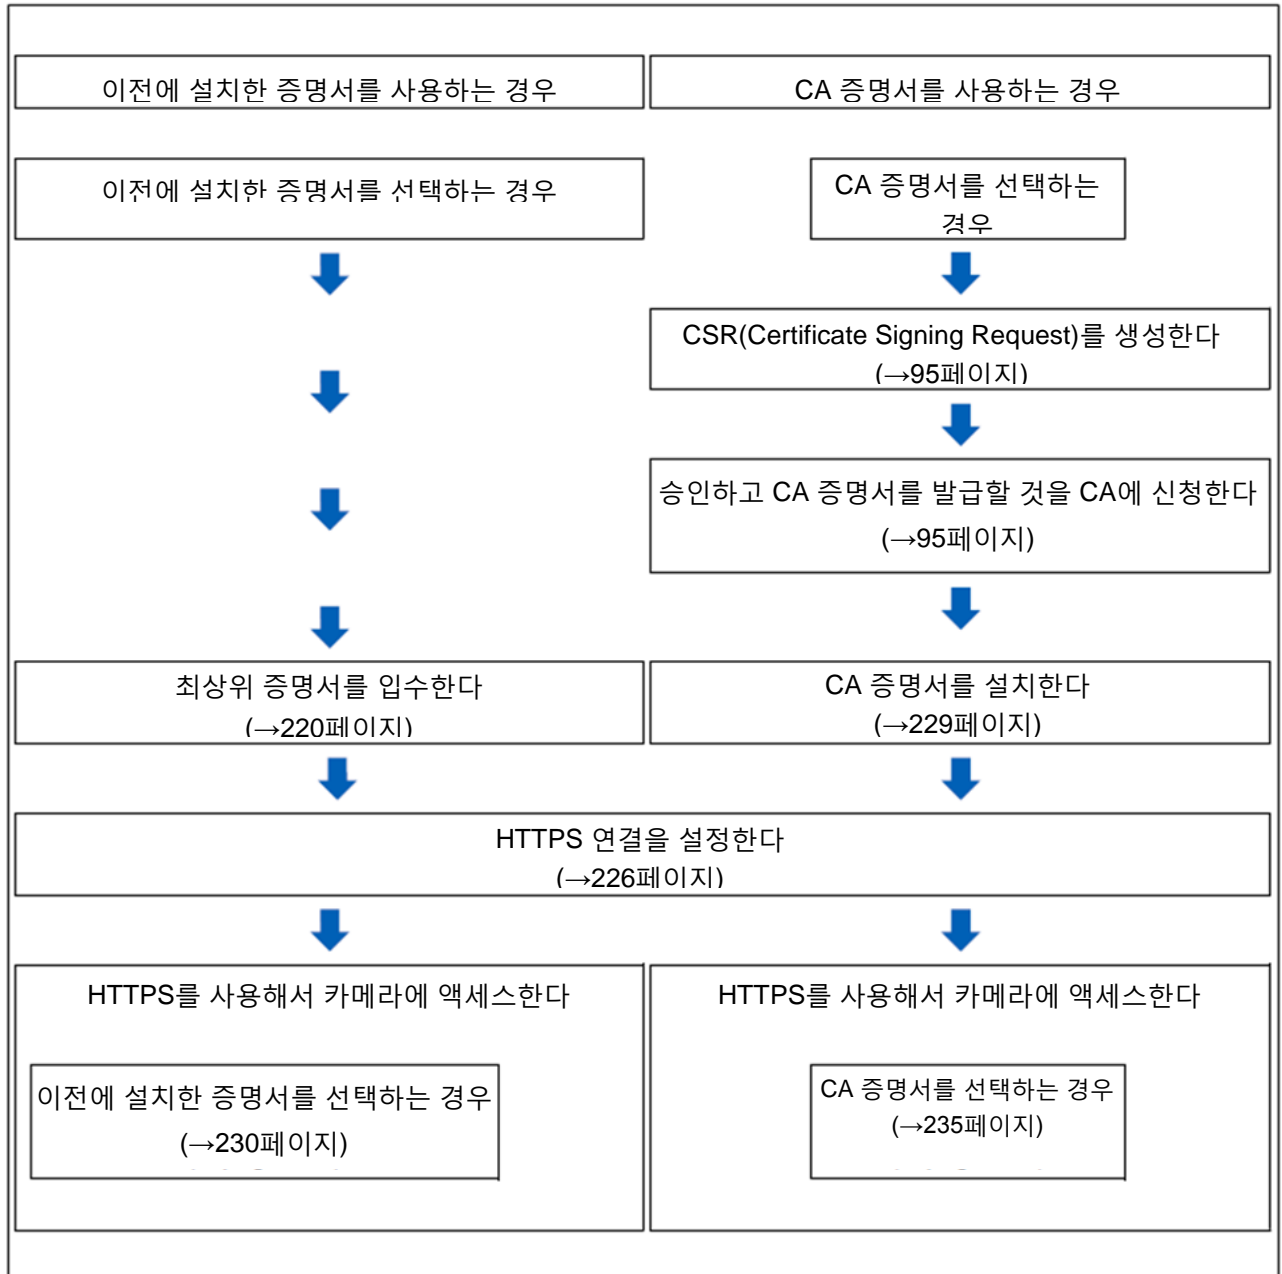 이전에 설치한 증명서를 사용하는 경우
CA 증명서를 사용하는 경우
이전에 설치한 증명서를 선택하는 경우
CA 증명서를 선택하는
경우
CSR(Certificate Signing Request)를 생성한다
(→95페이지)
승인하고 CA 증명서를 발급할 것을 CA에 신청한다
(→95페이지)
최상위 증명서를 입수한다
(→220페이지)
CA 증명서를 설치한다
(→229페이지)
HTTPS 연결을 설정한다
(→226페이지)
HTTPS를 사용해서 카메라에 액세스한다
이전에 설치한 증명서를 선택하는 경우
(→230페이지)
HTTPS를 사용해서 카메라에 액세스한다
CA 증명서를 선택하는 경우
(→235페이지)